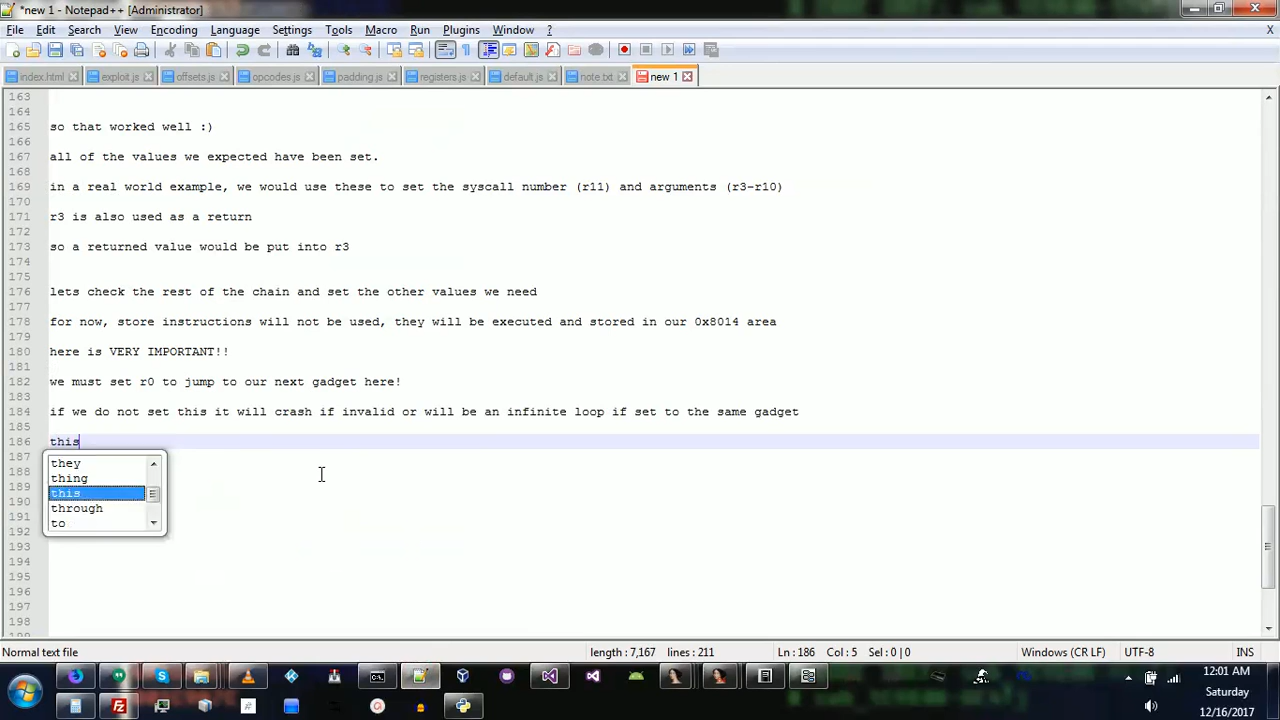 *new 1 - Notepad++ [Administrator]
File Edit Search View Encoding Language Settings Tools Macro Run Plugins Window ? X
index.html exploit.js offsets.js opcodes.js padding.js registers.js default.js note.txt new 1
163
164
165 so that worked well :)
166
167 all of the values we expected have been set.
168
169 in a real world example, we would use these to set the syscall number (r11) and arguments (r3-r10)
170
171 r3 is also used as a return
172
173 so a returned value would be put into r3
174
175
176 lets check the rest of the chain and set the other values we need
177
178 for now, store instructions will not be used, they will be executed and stored in our 0x8014 area
179
180 here is VERY IMPORTANT!!
181
182 we must set r0 to jump to our next gadget here!
183
184 if we do not set this it will crash if invalid or will be an infinite loop if set to the same gadget
185
186 this
187
188 they
thing
189 this
190 through
191 to
192
193
194
195
196
197
198
199
Normal text file length : 7,167 lines : 211 Ln : 186 Col : 5 Sel : 0 | 0 Windows (CR LF) UTF-8 INS
12:01 AM
Saturday
12/16/2017